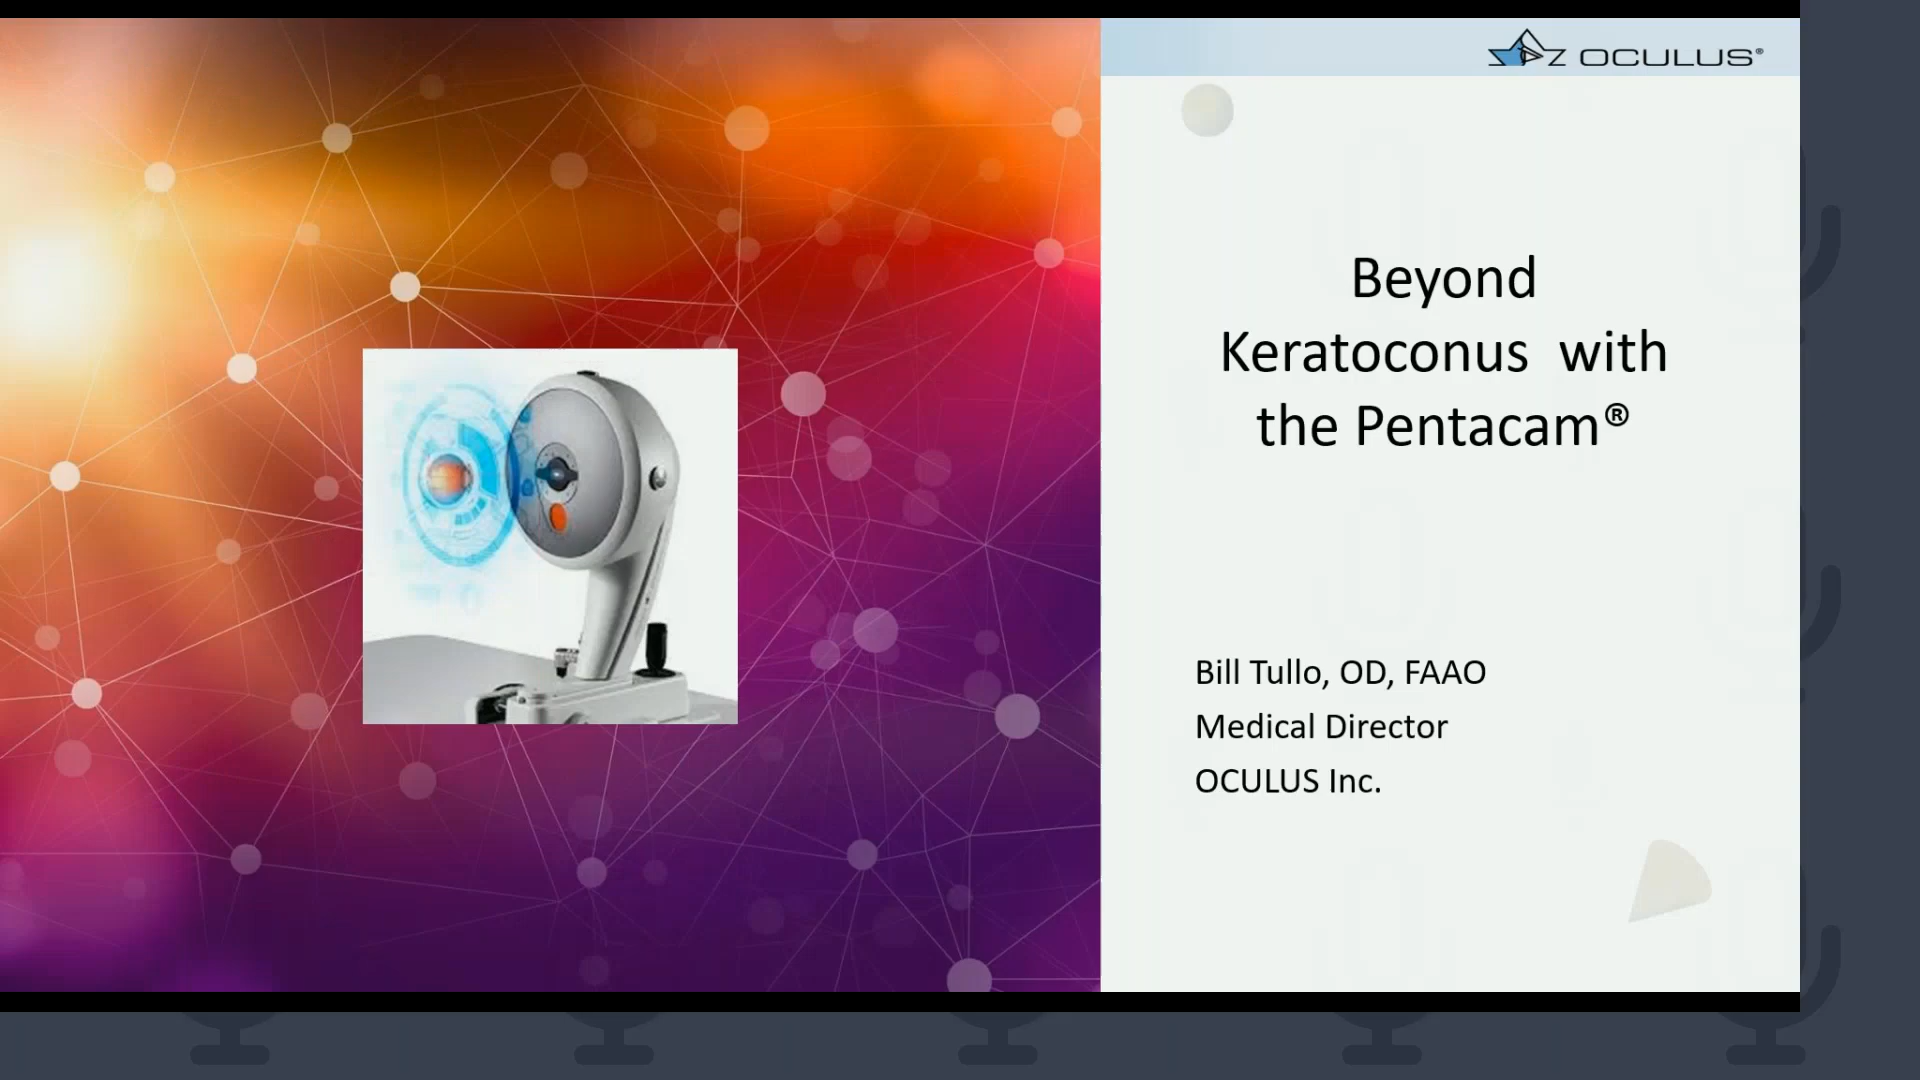 OCULUS®
Beyond
Keratoconus with
the Pentacam®
Bill Tullo, OD, FAAO
Medical Director
OCULUS Inc.